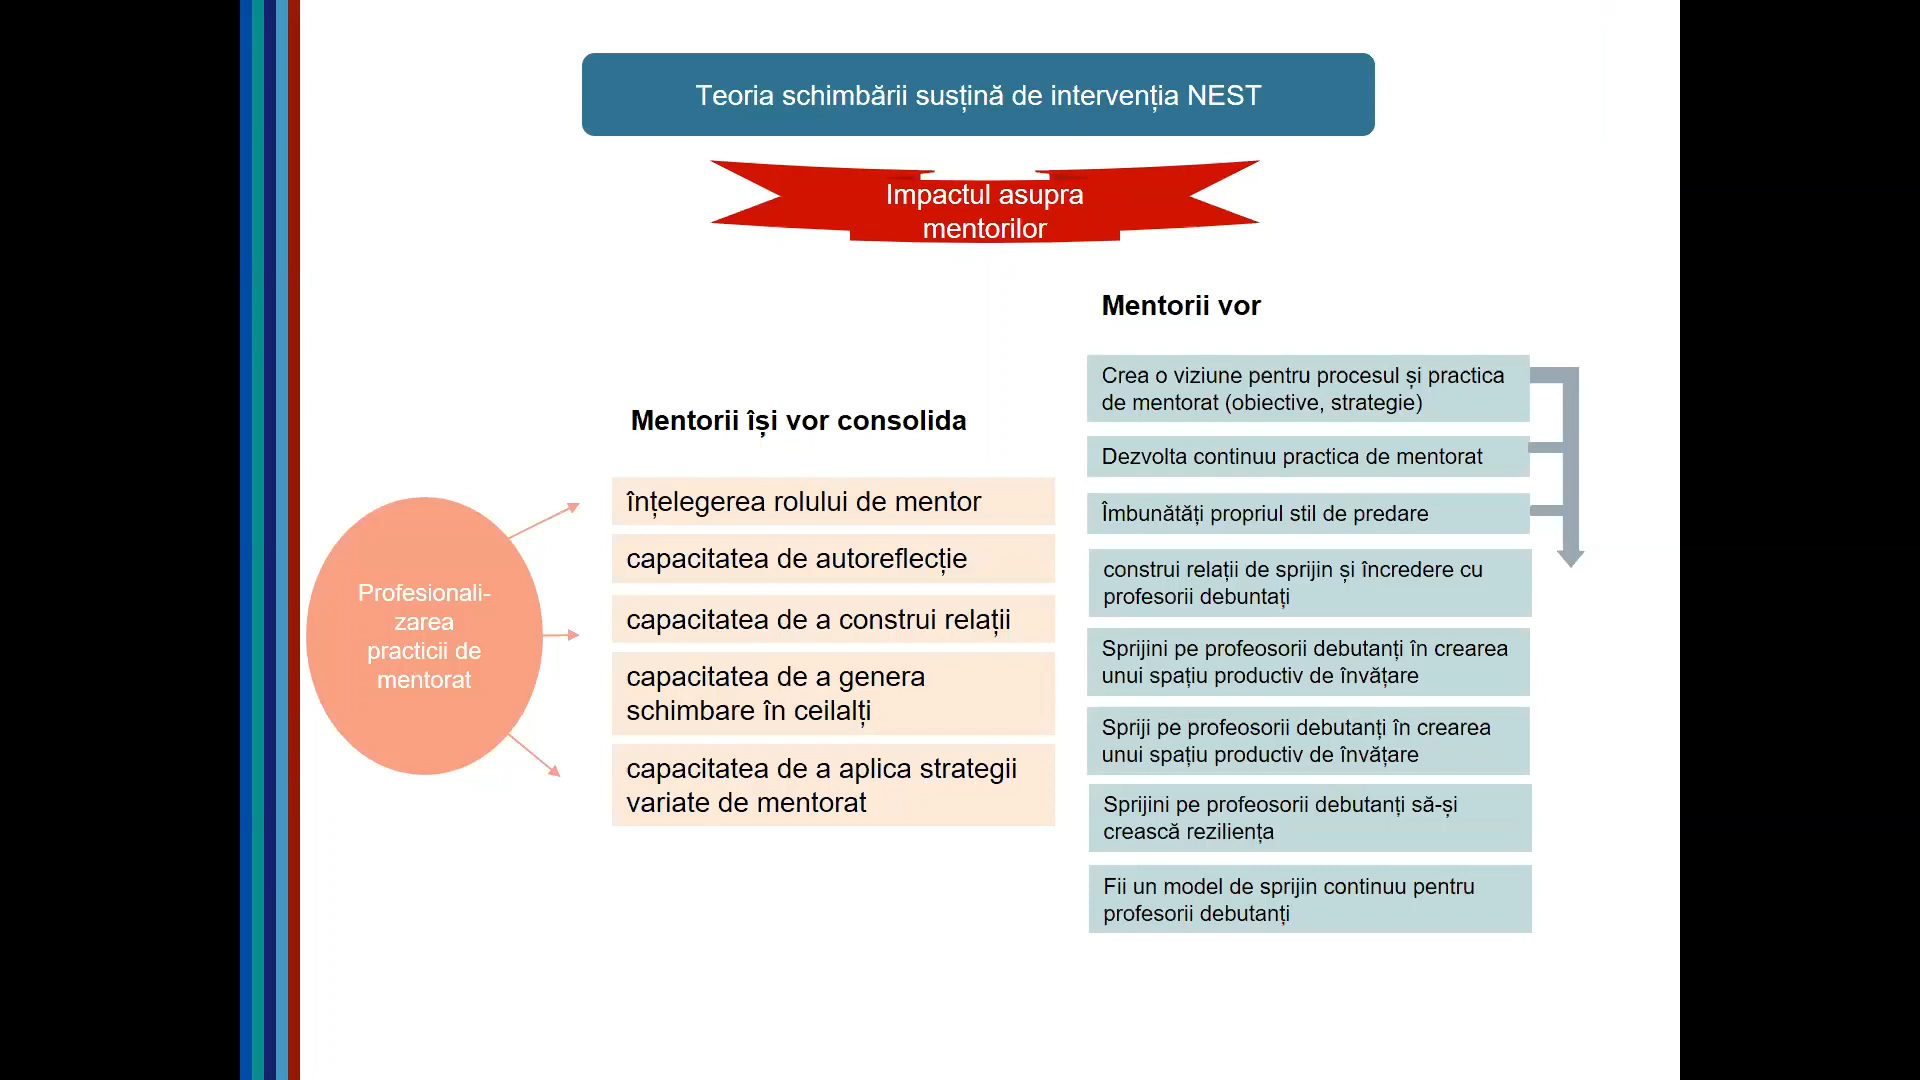 Teoria schimbării susțină de intervenția NEST
Impactul asupra
mentorilor
Profesionali-
zarea
practicii de
mentorat
Mentorii își vor consolida
înțelegerea rolului de mentor
capacitatea de autoreflecție
capacitatea de a construi relații
capacitatea de a genera
schimbare în ceilalți
capacitatea de a aplica strategii
variate de mentorat
Mentorii vor
Crea o viziune pentru procesul și practica
de mentorat (obiective, strategie)
Dezvolta continuu practica de mentorat
Îmbunătăți propriul stil de predare
construi relații de sprijin și încredere cu
profesorii debuntați
Sprijini pe profeosorii debutanți în crearea
unui spațiu productiv de învățare
Spriji pe profeosorii debutanți în crearea
unui spațiu productiv de învățare
Sprijini pe profeosorii debutanți să-și
crească reziliența
Fii un model de sprijin continuu pentru
profesorii debutanți